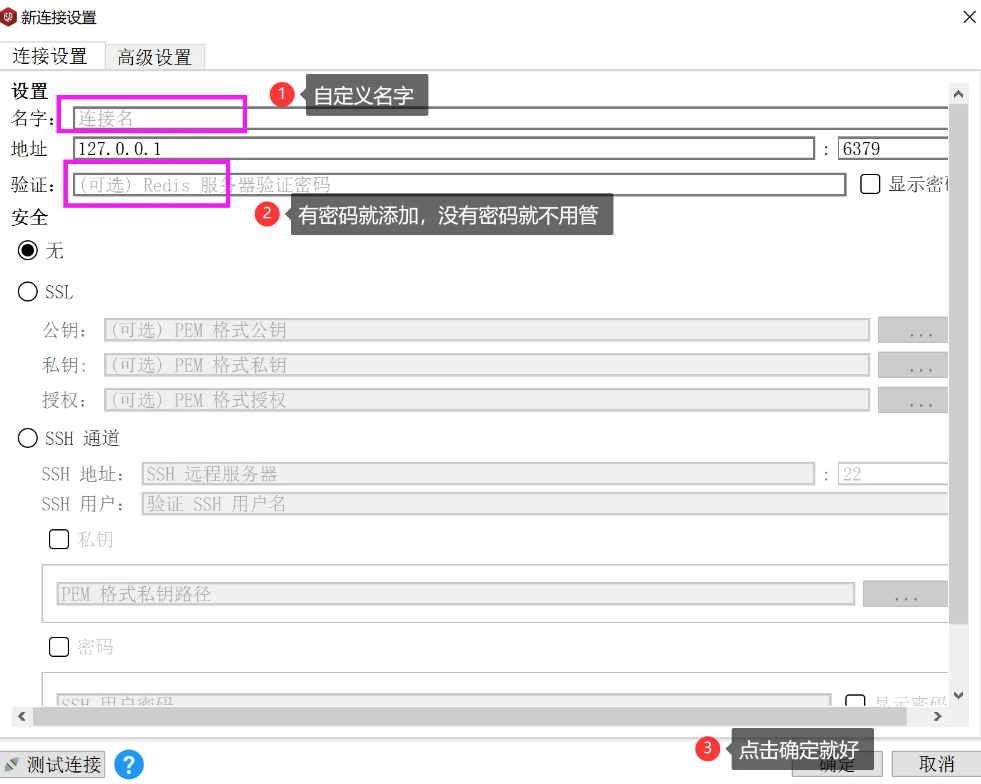 新连接设置
连接设置 高级设置
设置
1 自定义名字
名字: 连接名
地址 127.0.0.1 : 6379
验证: (可选) Redis 服务器验证密码 显示密
2 有密码就添加，没有密码就不用管
安全
无
SSL
公钥: (可选) PEM 格式公钥 ...
私钥: (可选) PEM 格式私钥 ...
授权: (可选) PEM 格式授权 ...
SSH 通道
SSH 地址: SSH 远程服务器 : 22
SSH 用户: 验证 SSH 用户名
私钥
PEM 格式私钥路径 ...
密码
SSH 用户密码 显示密码
3 点击确定就好
测试连接 ? 确定 取消